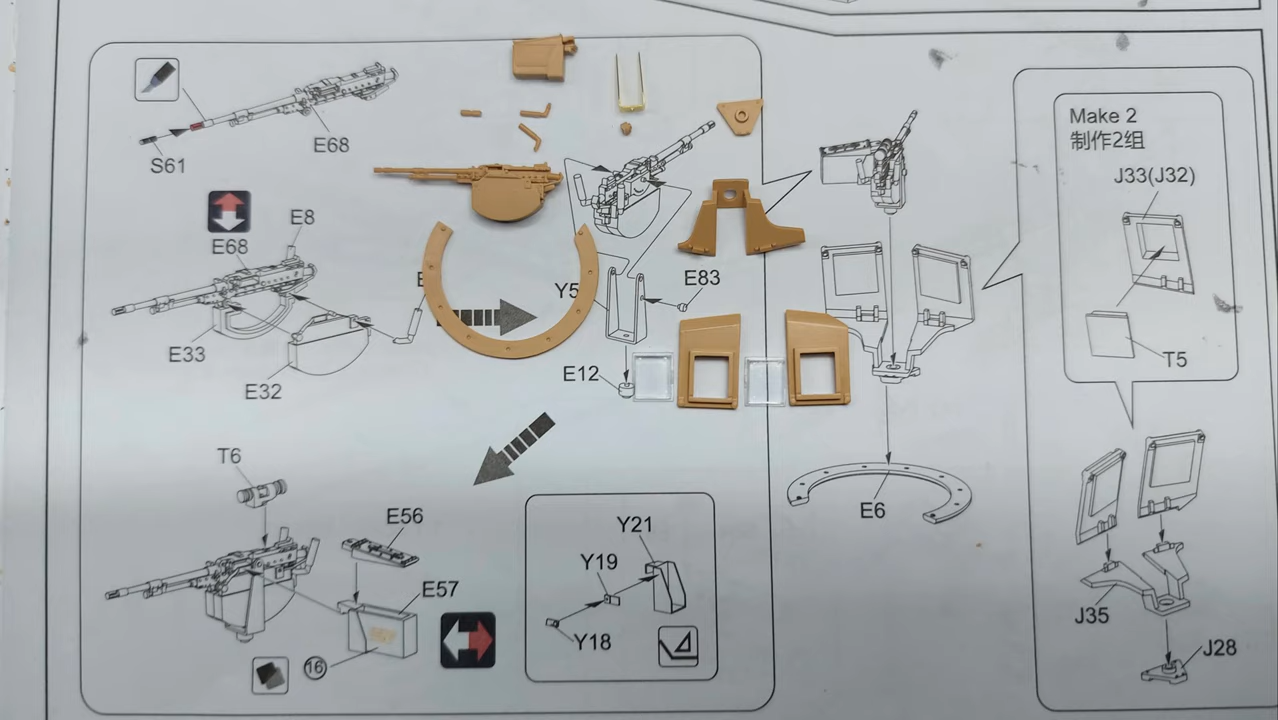 S61
E68
E68
E8
E33
E32
Y5
E83
E12
T6
E56
E57
16
Y21
Y19
Y18
E6
Make 2
制作2组
J33(J32)
T5
J35
J28